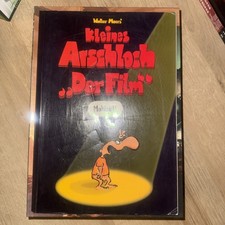 Walter Moers'
Kleines
Arschloch
„Der Film"